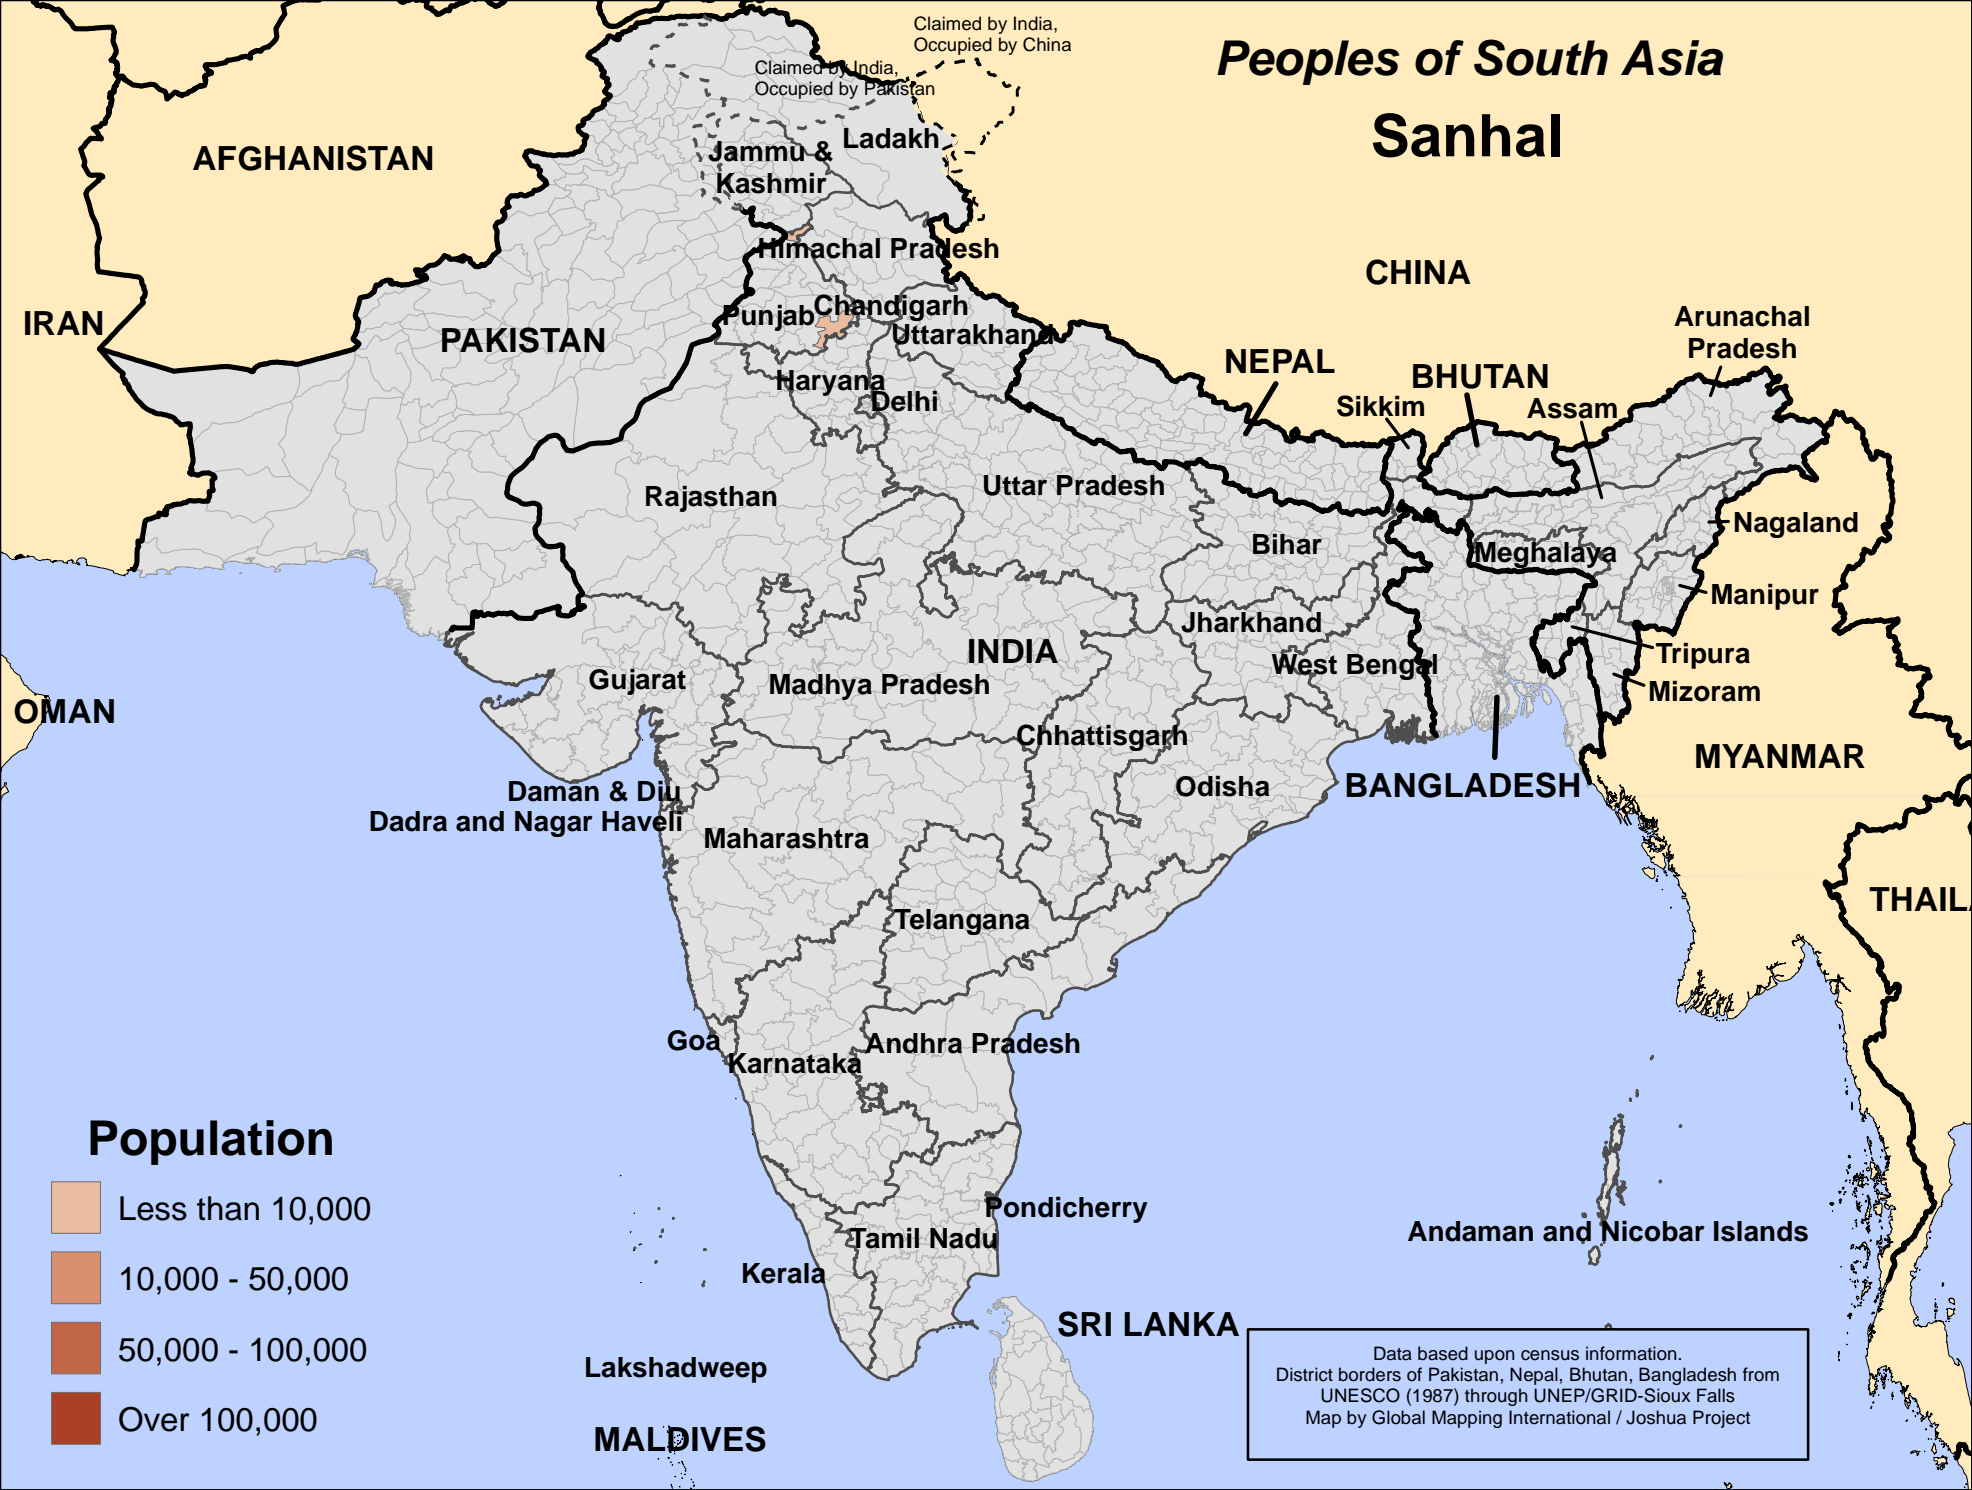 Claimed by India,
Occupied by China
Peoples of South Asia
Sanhal
Claimed by India,
Occupied by Pakistan
AFGHANISTAN
Ladakh
Jammu &
Kashmir
Himachal Pradesh
CHINA
IRAN
PAKISTAN
Punjab
Chandigarh
Uttarakhand
Arunachal
Pradesh
NEPAL
BHUTAN
Haryana
Delhi
Sikkim
Assam
Rajasthan
Uttar Pradesh
Bihar
Meghalaya
Nagaland
Manipur
Jharkhand
INDIA
West Bengal
Tripura
Mizoram
Gujarat
Madhya Pradesh
OMAN
Chhattisgarh
MYANMAR
Odisha
BANGLADESH
Daman & Diu
Dadra and Nagar Haveli
Maharashtra
Telangana
THAIL
Goa
Karnataka
Andhra Pradesh
Population
Less than 10,000
10,000 - 50,000
50,000 - 100,000
Over 100,000
Pondicherry
Tamil Nadu
Kerala
Andaman and Nicobar Islands
SRI LANKA
Lakshadweep
MALDIVES
Data based upon census information.
District borders of Pakistan, Nepal, Bhutan, Bangladesh from
UNESCO (1987) through UNEP/GRID-Sioux Falls
Map by Global Mapping International / Joshua Project